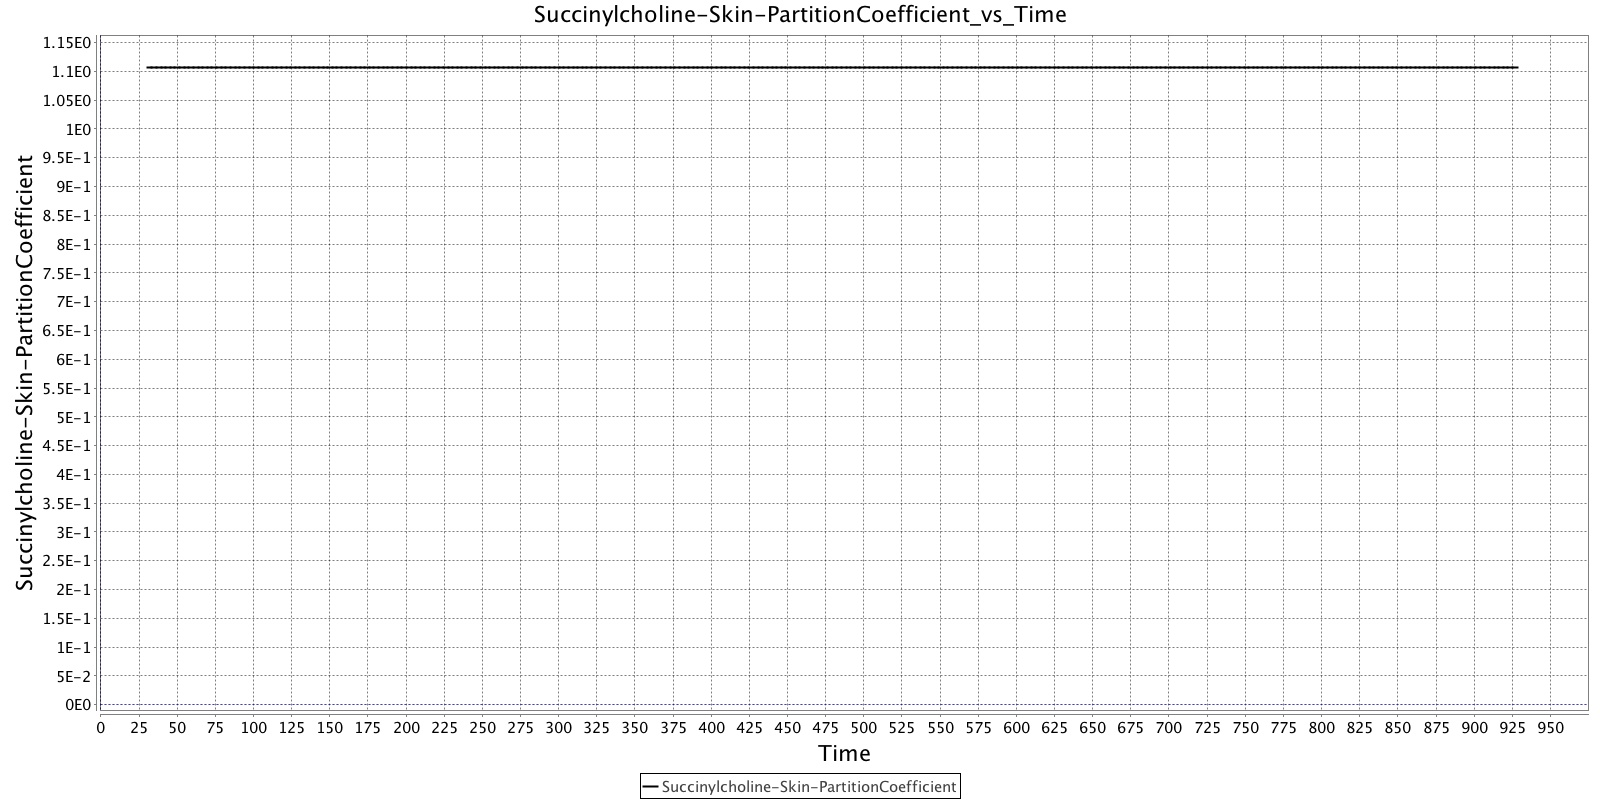 Succinylcholine-Skin-PartitionCoefficient_vs_Time
Succinylcholine-Skin-PartitionCoefficient
1.15E0
1.1E0
1.05E0
1E0
9.5E-1
9E-1
8.5E-1
8E-1
7.5E-1
7E-1
6.5E-1
6E-1
5.5E-1
5E-1
4.5E-1
4E-1
3.5E-1
3E-1
2.5E-1
2E-1
1.5E-1
1E-1
5E-2
0E0
0 25 50 75 100 125 150 175 200 225 250 275 300 325 350 375 400 425 450 475 500 525 550 575 600 625 650 675 700 725 750 775 800 825 850 875 900 925 950
Time
Succinylcholine-Skin-PartitionCoefficient